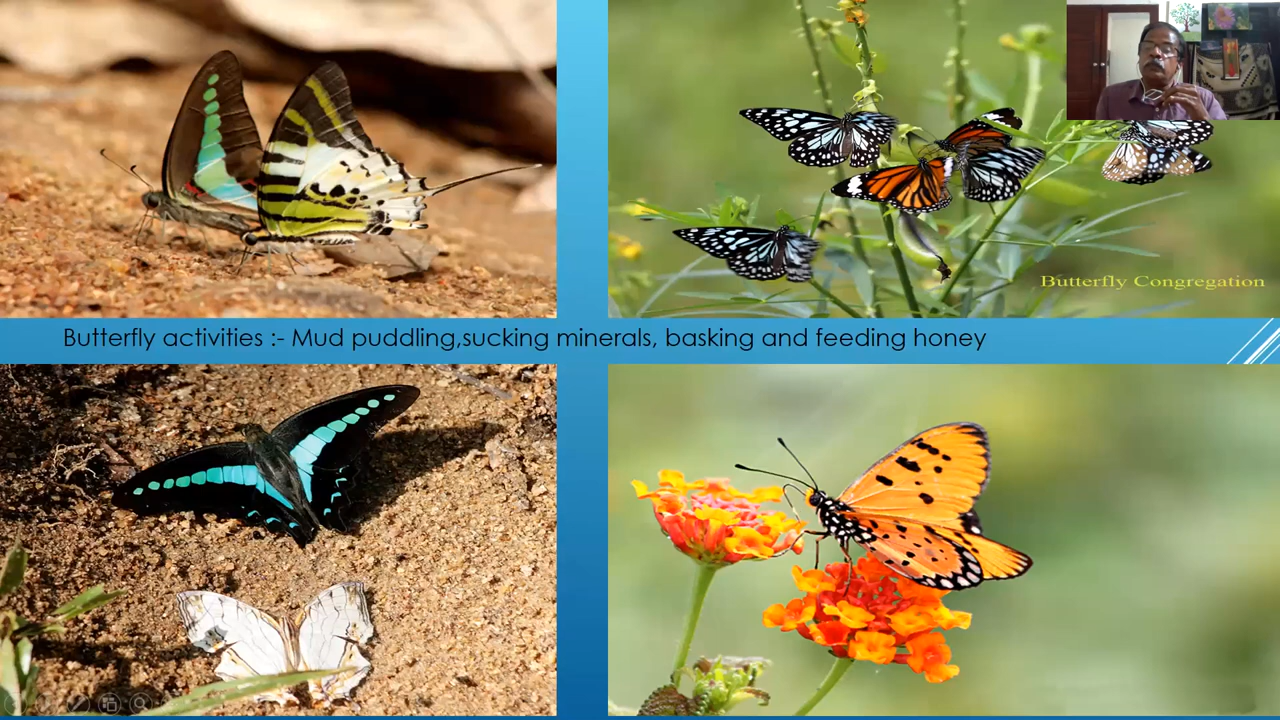 Butterfly Congregation
Butterfly activities :- Mud puddling,sucking minerals, basking and feeding honey